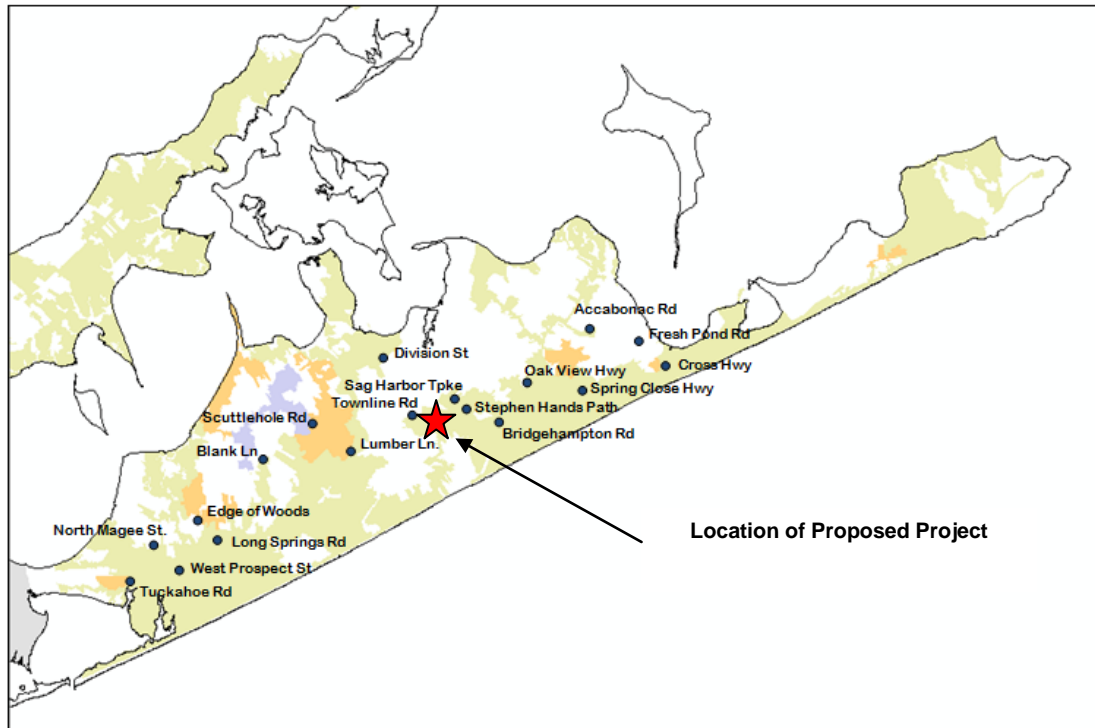 Accabonac Rd
Fresh Pond Rd
Division St
Cross Hwy
Oak View Hwy
Sag Harbor Tpke
Spring Close Hwy
Townline Rd
Stephen Hands Path
Scuttlehole Rd
Bridgehampton Rd
Lumber Ln.
Blank Ln
Edge of Woods
North Magee St.
Long Springs Rd
Location of Proposed Project
West Prospect St
Tuckahoe Rd